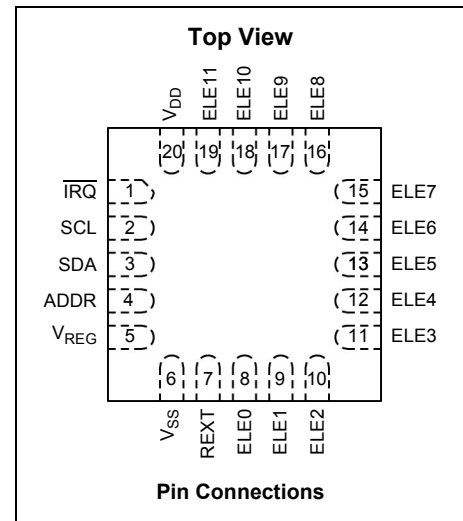 Top View
VDD
ELE11
ELE10
ELE9
ELE8
20
19
18
17
16
IRQ 1
SCL 2
SDA 3
ADDR 4
VREG 5
15 ELE7
14 ELE6
13 ELE5
12 ELE4
11 ELE3
6
7
8
9
10
VSS
REXT
ELE0
ELE1
ELE2
Pin Connections